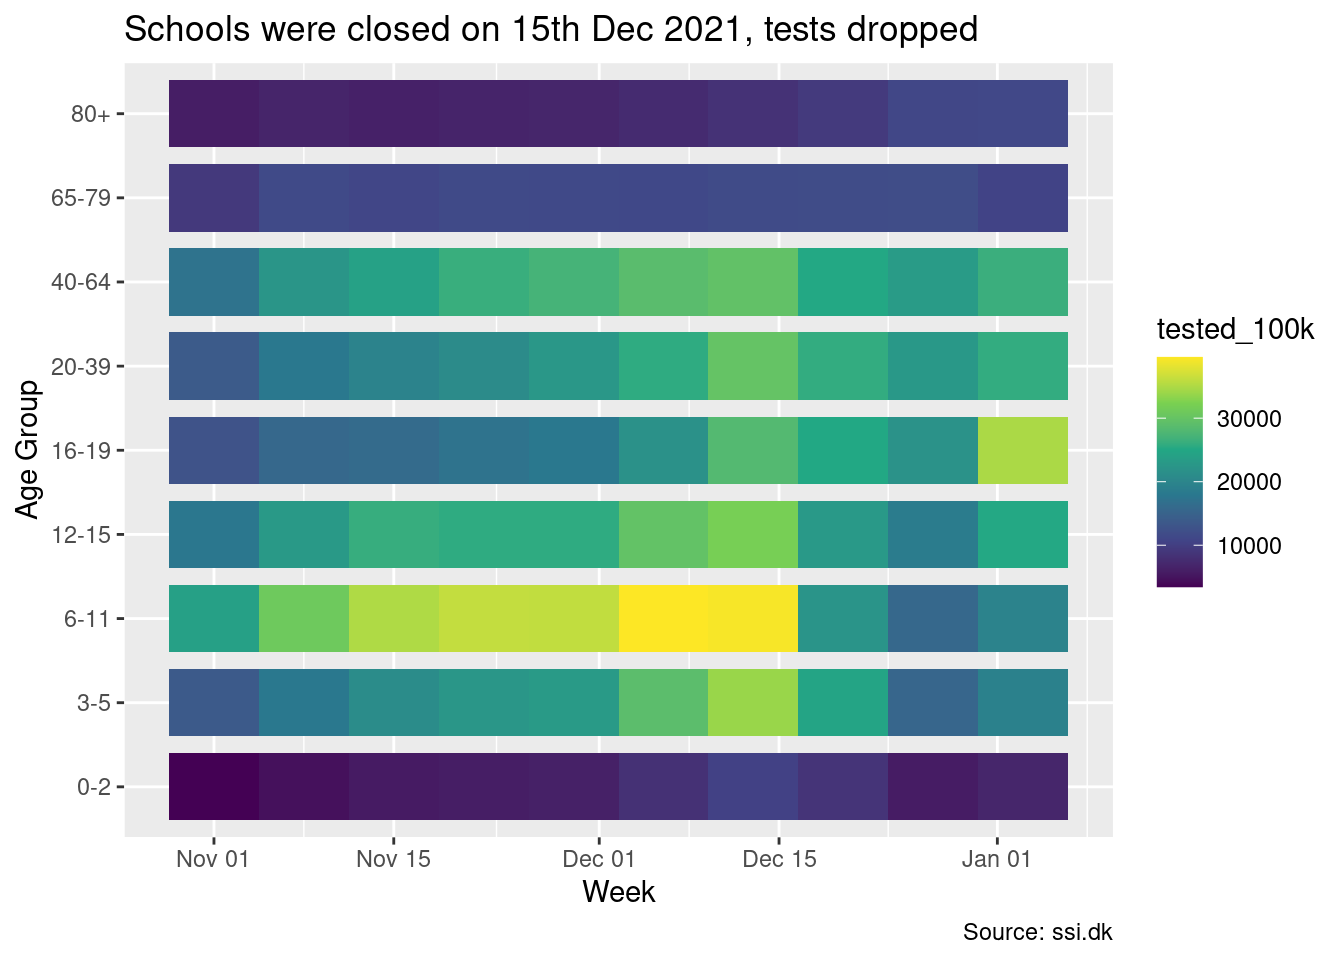 Schools were closed on 15th Dec 2021, tests dropped
80+
65-79
40-64
20-39
16-19
12-15
6-11
3-5
0-2
Age Group
Nov 01
Nov 15
Dec 01
Dec 15
Jan 01
Week
tested_100k
30000
20000
10000
Source: ssi.dk